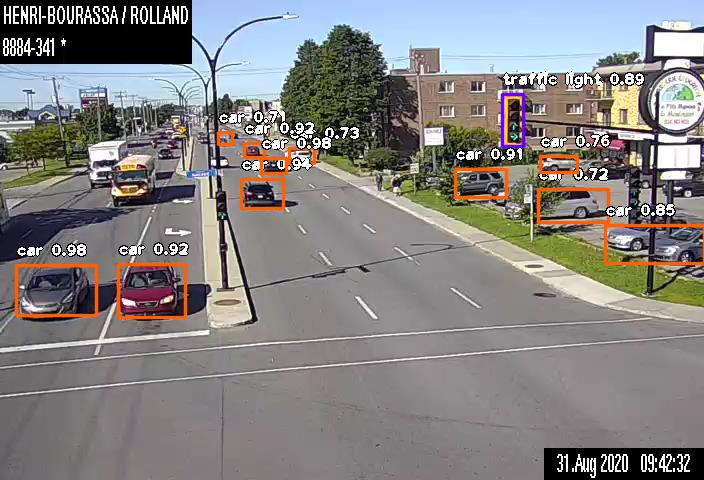 HENRI-BOURASSA / ROLLAND
8884-341 *
traffic light 0.89
car 0.71
car 0.92
car 0.73
car 0.98
car 0.94
car 0.76
car 0.91
car 0.72
car 0.85
car 0.98
car 0.92
31.Aug 2020 09:42:32